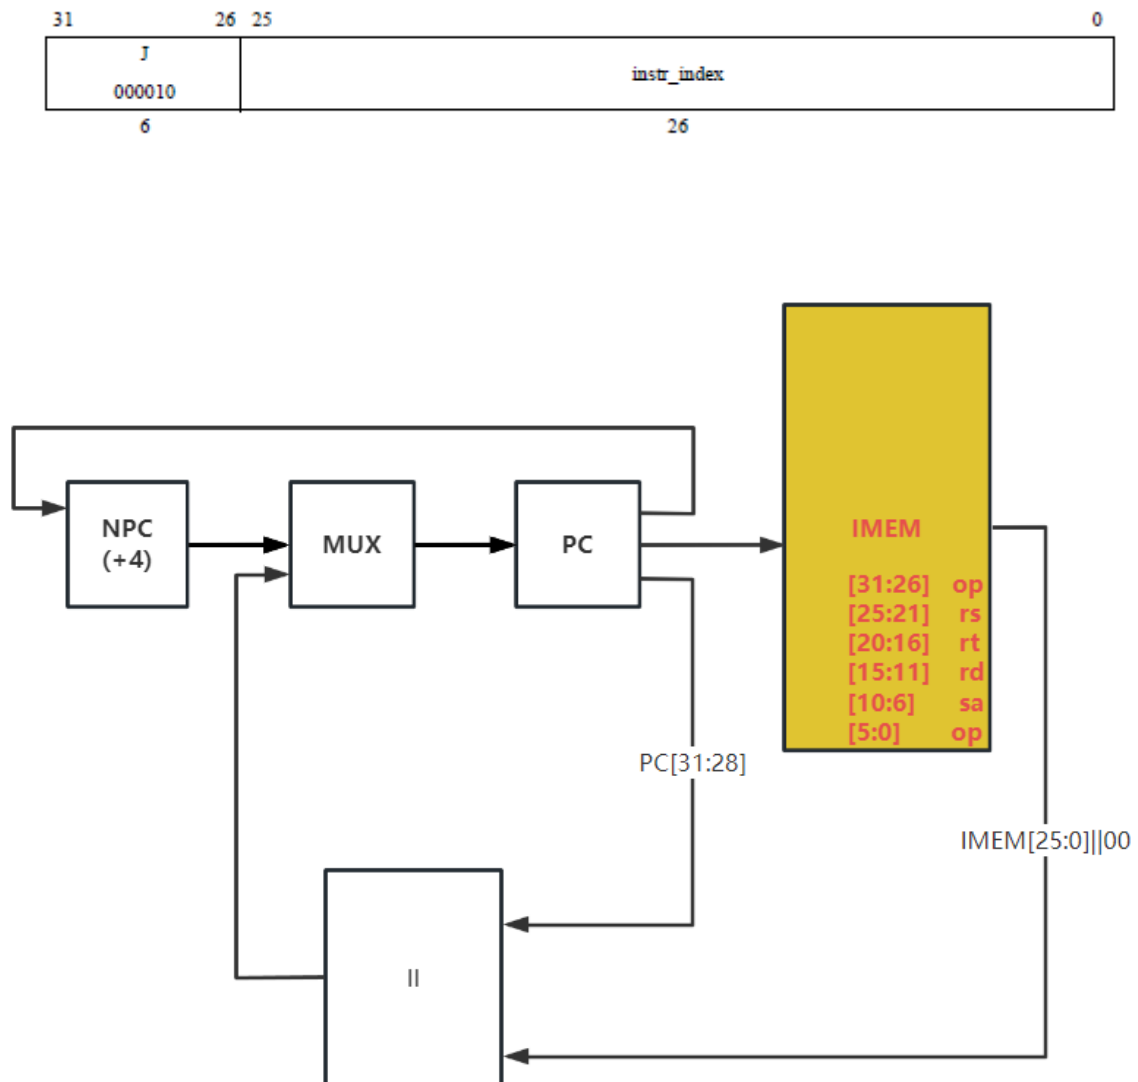 31 26 25 0
J
000010
instr_index
6 26
NPC
(+4)
MUX
PC
IMEM
[31:26] op
[25:21] rs
[20:16] rt
[15:11] rd
[10:6] sa
[5:0] op
PC[31:28]
IMEM[25:0]||00
||